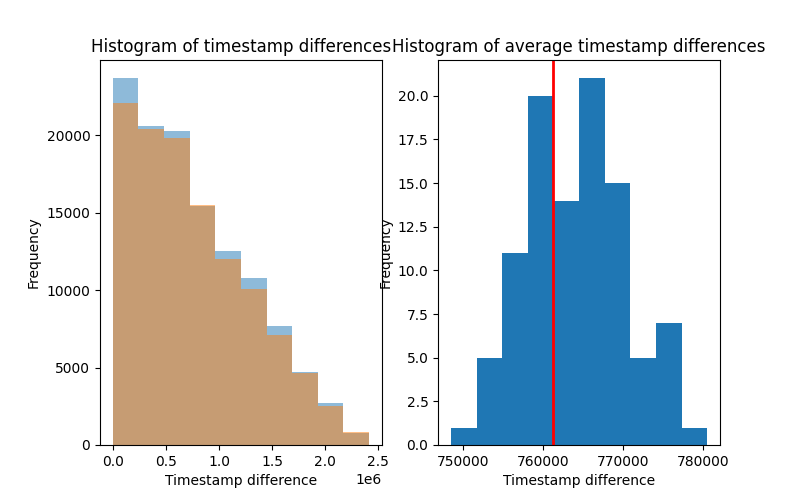 Histogram of timestamp differences
Frequency
20000
15000
10000
5000
0
0.0 0.5 1.0 1.5 2.0 2.5
1e6
Timestamp difference
Histogram of average timestamp differences
Frequency
20.0
17.5
15.0
12.5
10.0
7.5
5.0
2.5
0.0
750000 760000 770000 780000
Timestamp difference